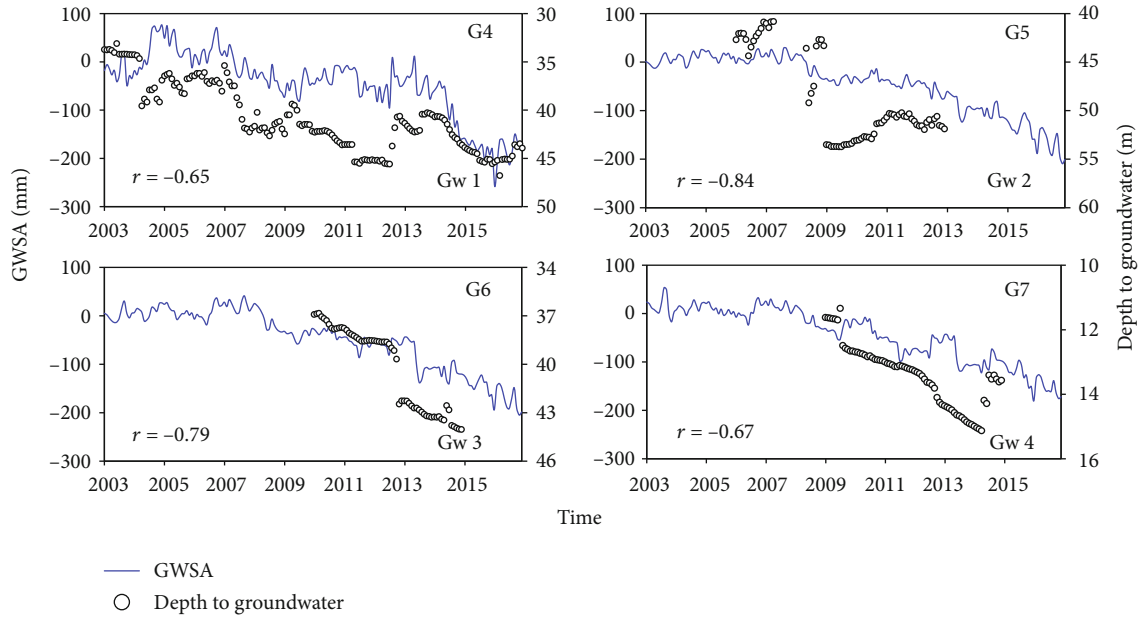 100
0
−100
−200
−300
30
35
40
45
50
G4
r = −0.65
Gw 1
2003 2005 2007 2009 2011 2013 2015
100
0
−100
−200
−300
40
45
50
55
60
G5
r = −0.84
Gw 2
2003 2005 2007 2009 2011 2013 2015
100
0
−100
−200
−300
34
37
40
43
46
G6
r = −0.79
Gw 3
2003 2005 2007 2009 2011 2013 2015
100
0
−100
−200
−300
10
12
14
16
G7
r = −0.67
Gw 4
2003 2005 2007 2009 2011 2013 2015
GWSA (mm)
Depth to groundwater (m)
Time
GWSA
Depth to groundwater